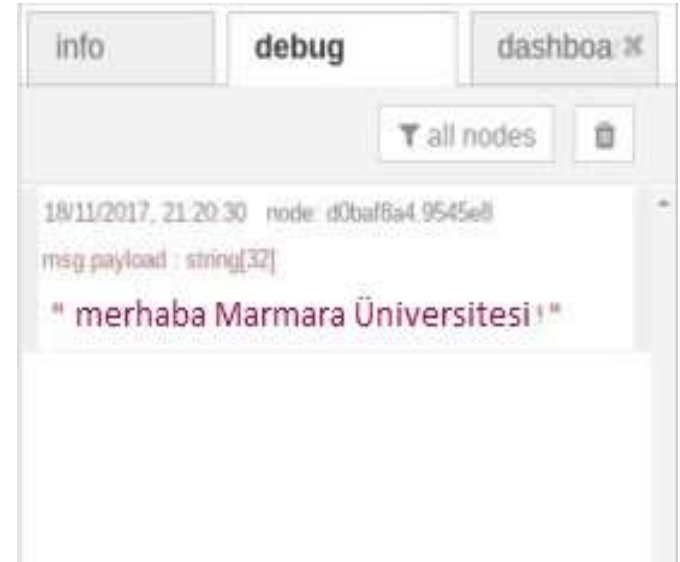 info debug dashboa ✖
all nodes
18/11/2017, 21:20:30 node: d0baf8a4.9545e8
msg.payload : string[32]
" merhaba Marmara Üniversitesi ! "